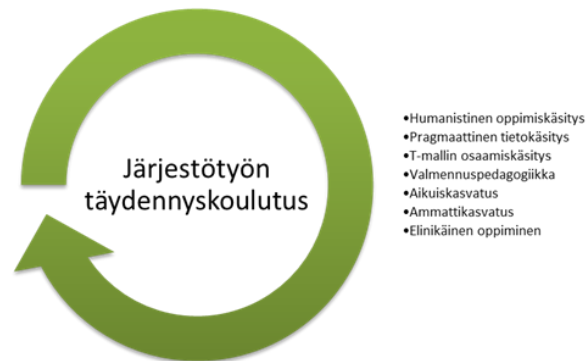 Järjestötyön
täydennyskoulutus
•Humanistinen oppimiskäsitys
•Pragmaattinen tietokäsitys
•T-mallin osaamiskäsitys
•Valmennuspedagogiikka
•Aikuiskasvatus
•Ammattikasvatus
•Elinikäinen oppiminen